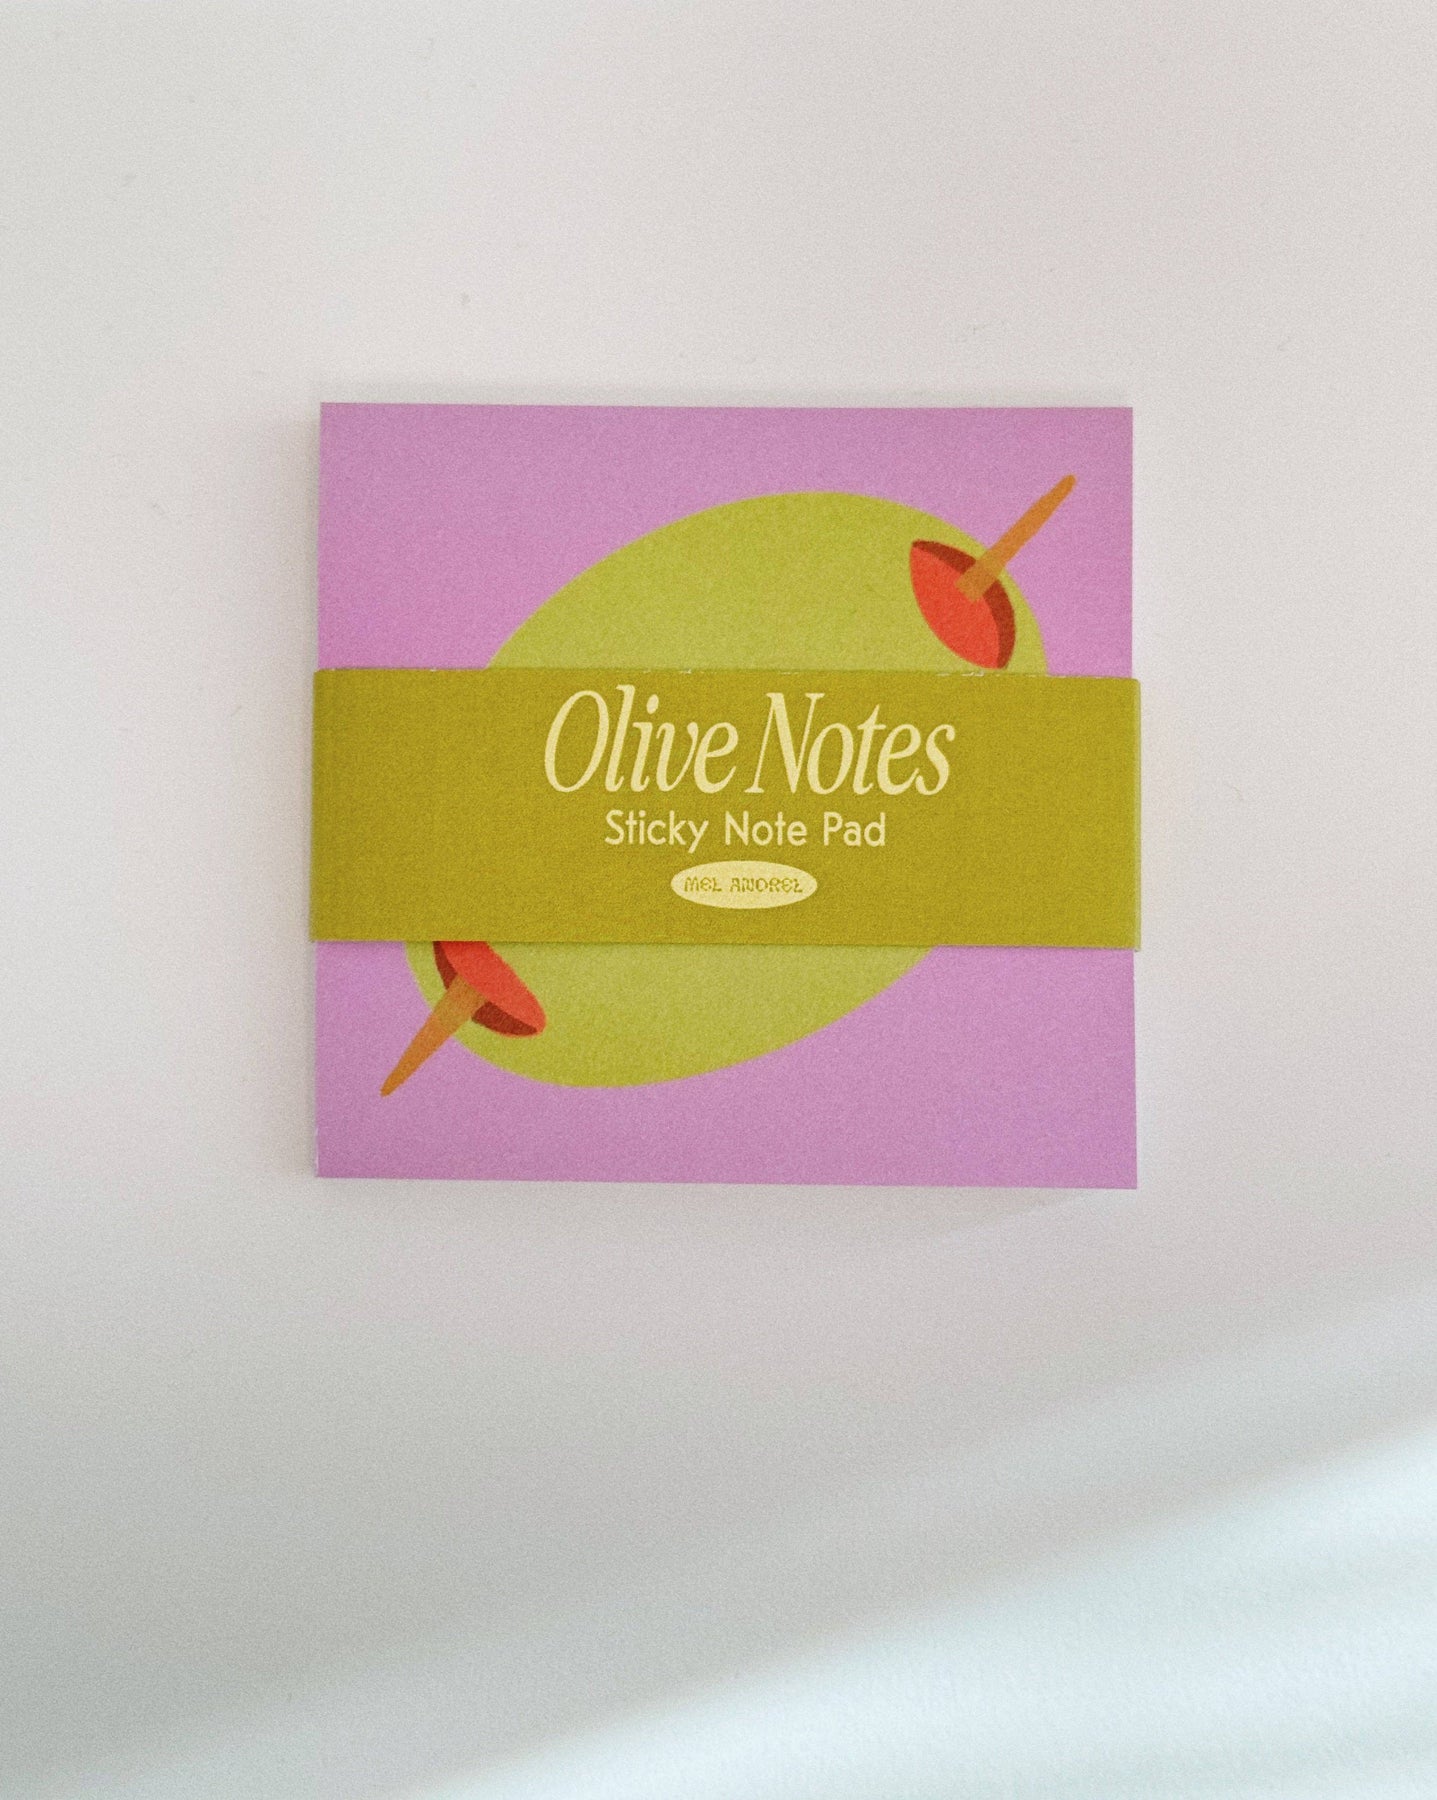 Olive Notes
Sticky Note Pad
MEL ANDREL